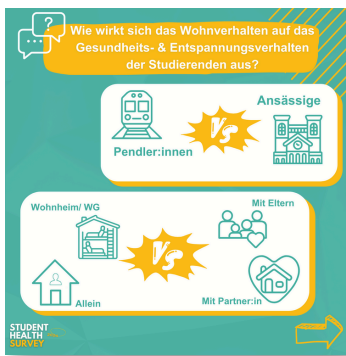 ?
Wie wirkt sich das Wohnverhalten auf das
Gesundheits- & Entspannungsverhalten
der Studierenden aus?
Pendler:innen
VS
Ansässige
Wohnheim/ WG
Allein
VS
Mit Eltern
Mit Partner:in
STUDENT
HEALTH
SURVEY